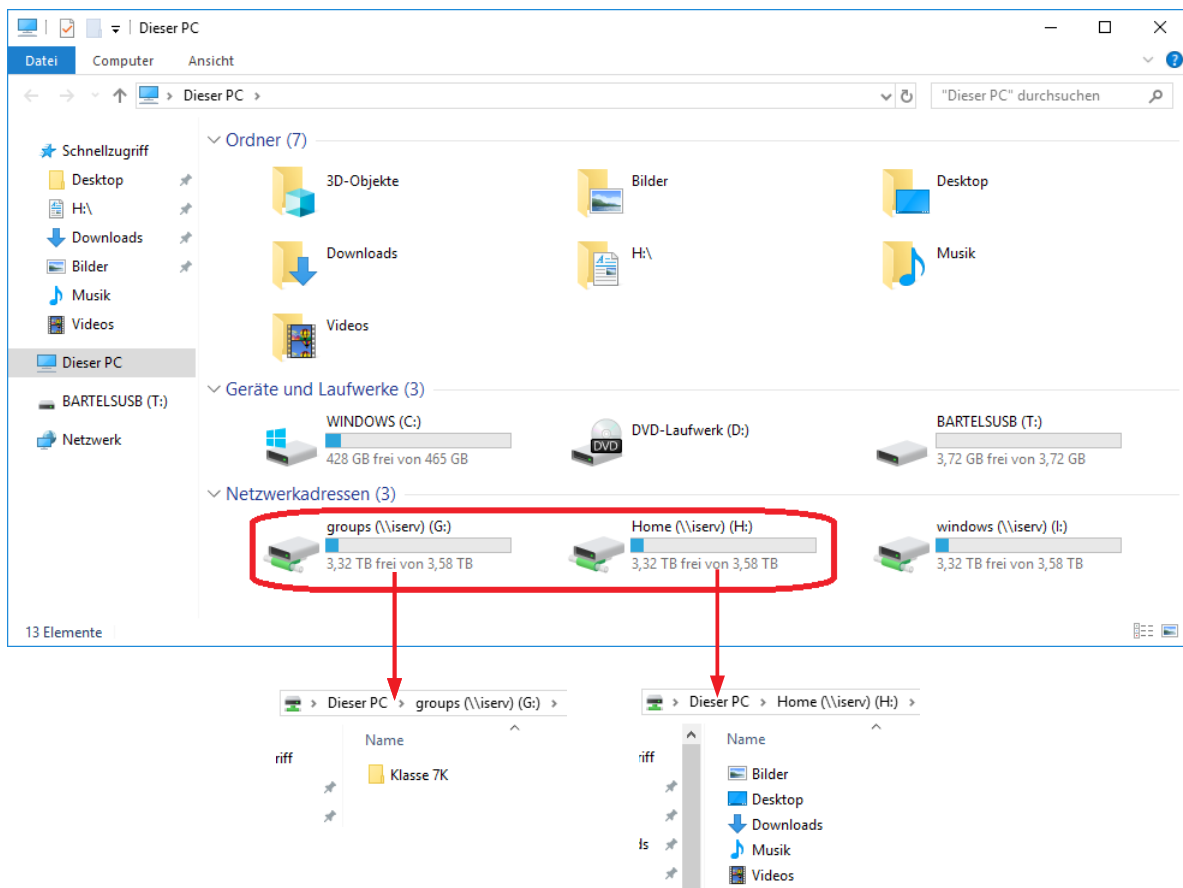 Dieser PC
Datei Computer Ansicht
Dieser PC
"Dieser PC" durchsuchen
Schnellzugriff
Desktop
H:\
Downloads
Bilder
Musik
Videos
Dieser PC
BARTELSUSB (T:)
Netzwerk
Ordner (7)
3D-Objekte
Bilder
Desktop
Downloads
H:\
Musik
Videos
Geräte und Laufwerke (3)
WINDOWS (C:)
428 GB frei von 465 GB
DVD-Laufwerk (D:)
DVD
BARTELSUSB (T:)
3,72 GB frei von 3,72 GB
Netzwerkadressen (3)
groups (\\iserv) (G:)
3,32 TB frei von 3,58 TB
Home (\\iserv) (H:)
3,32 TB frei von 3,58 TB
windows (\\iserv) (I:)
3,32 TB frei von 3,58 TB
13 Elemente
Dieser PC groups (\\iserv) (G:)
Name
riff
Klasse 7K
Dieser PC Home (\\iserv) (H:)
Name
riff
Bilder
Desktop
Downloads
ds
Musik
Videos